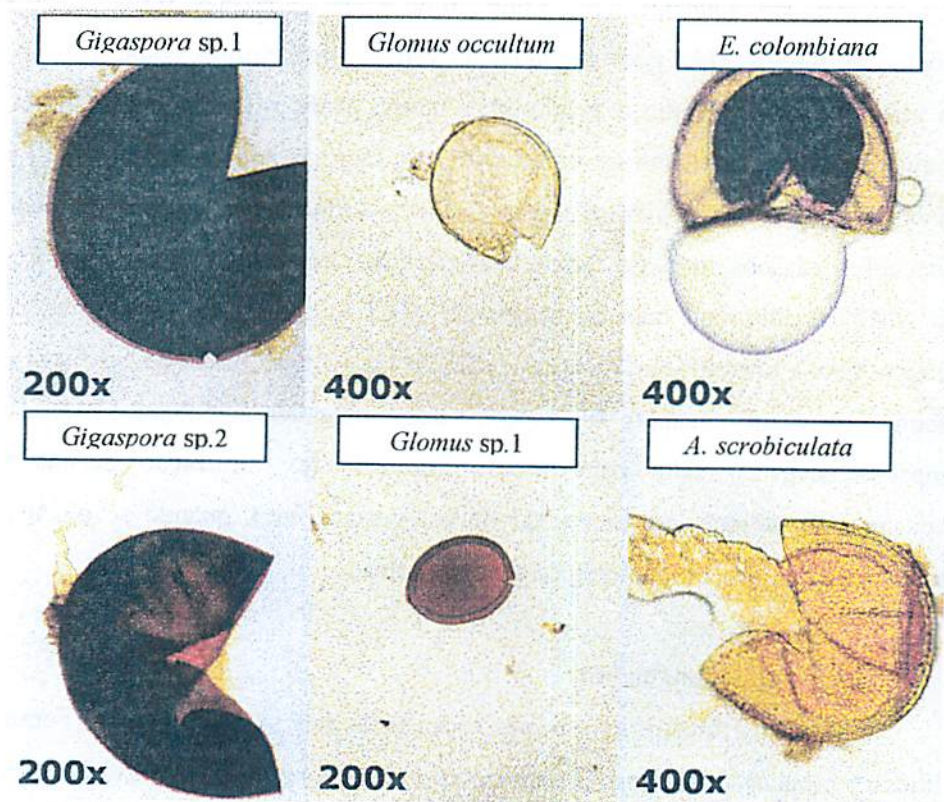 Gigaspora sp.1
Glomus occultum
E. colombiana
200x
400x
400x
Gigaspora sp.2
Glomus sp.1
A. scrobiculata
200x
200x
400x